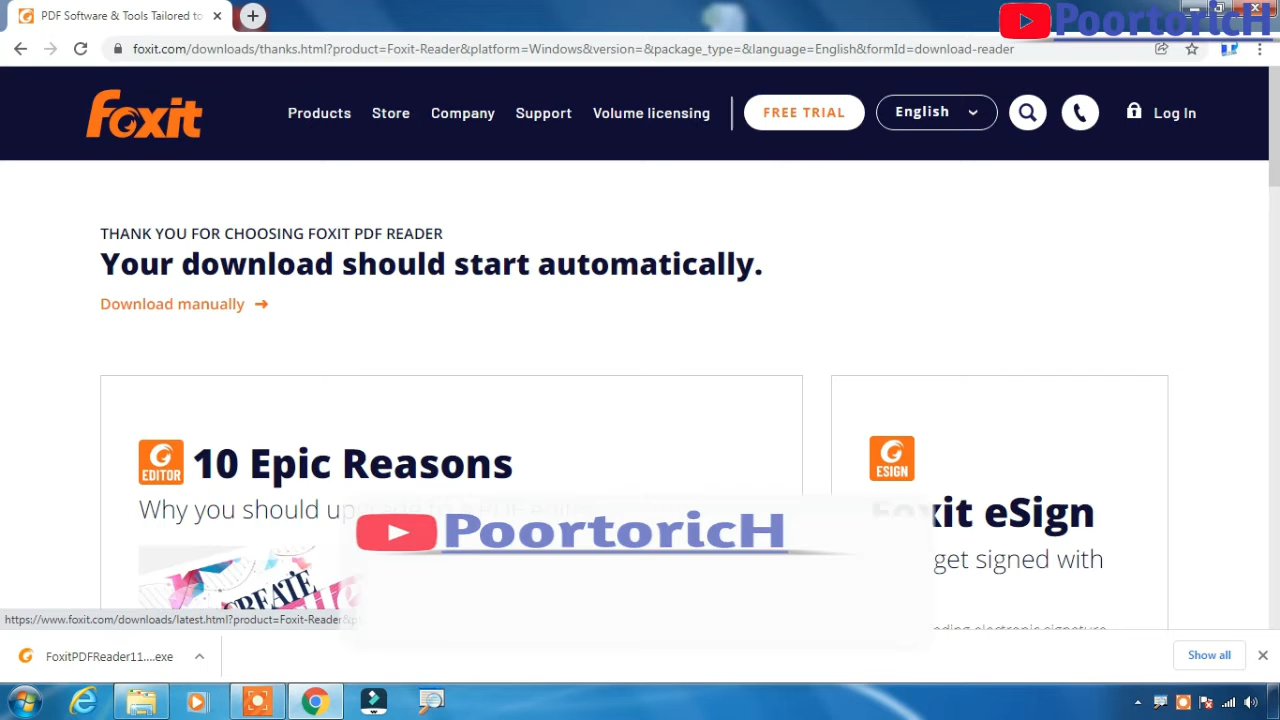 PDF Software & Tools Tailored to
PoortoricH
foxit.com/downloads/thanks.html?product=Foxit-Reader&platform=Windows&version=&package_type=&language=English&formId=download-reader
foxit
Products
Store
Company
Support
Volume licensing
FREE TRIAL
English
Log In
THANK YOU FOR CHOOSING FOXIT PDF READER
Your download should start automatically.
Download manually →
EDITOR
10 Epic Reasons
Why you should
ESIGN
Foxit eSign
get signed with
PoortoricH
CREATE
https://www.foxit.com/downloads/latest.html?product=Foxit-Reader&
FoxitPDFReader11....exe
Show all